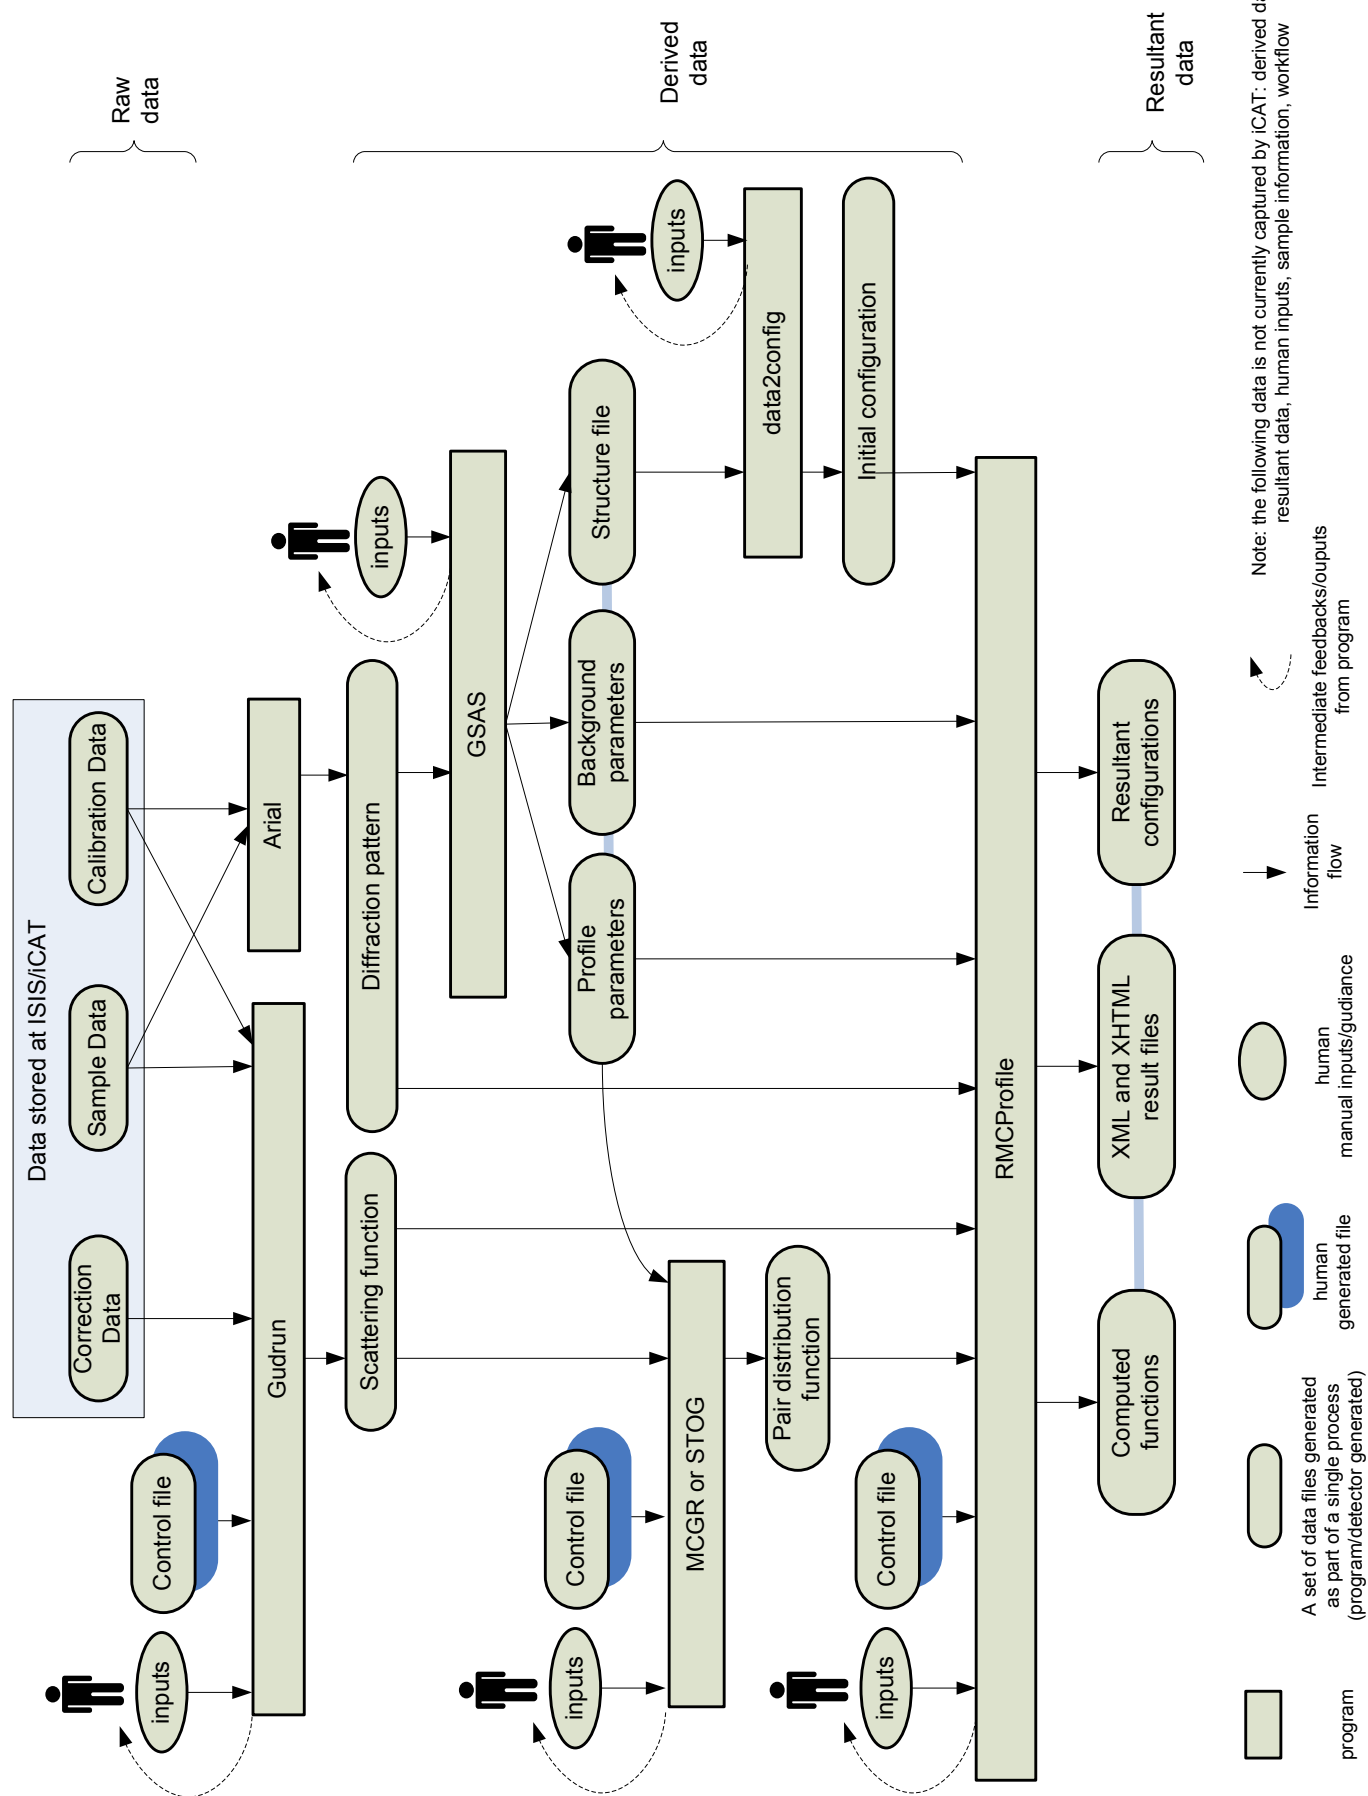 Data stored at ISIS/iCAT
Correction
Data
Sample Data
Calibration Data
Raw
data
inputs
Control file
Gudrun
Arial
Scattering function
Diffraction pattern
inputs
GSAS
Derived
data
inputs
Control file
Profile
parameters
Background
parameters
Structure file
inputs
MCGR or STOG
data2config
Pair distribution
function
Initial configuration
inputs
Control file
RMCProfile
Computed
functions
XML and XHTML
result files
Resultant
configurations
Resultant
data
program
A set of data files generated
as part of a single process
(program/detector generated)
human
generated file
human
manual inputs/gudiance
Information
flow
Intermediate feedbacks/ouputs
from program
Note: the following data is not currently captured by iCAT: derived da
resultant data, human inputs, sample information, workflow